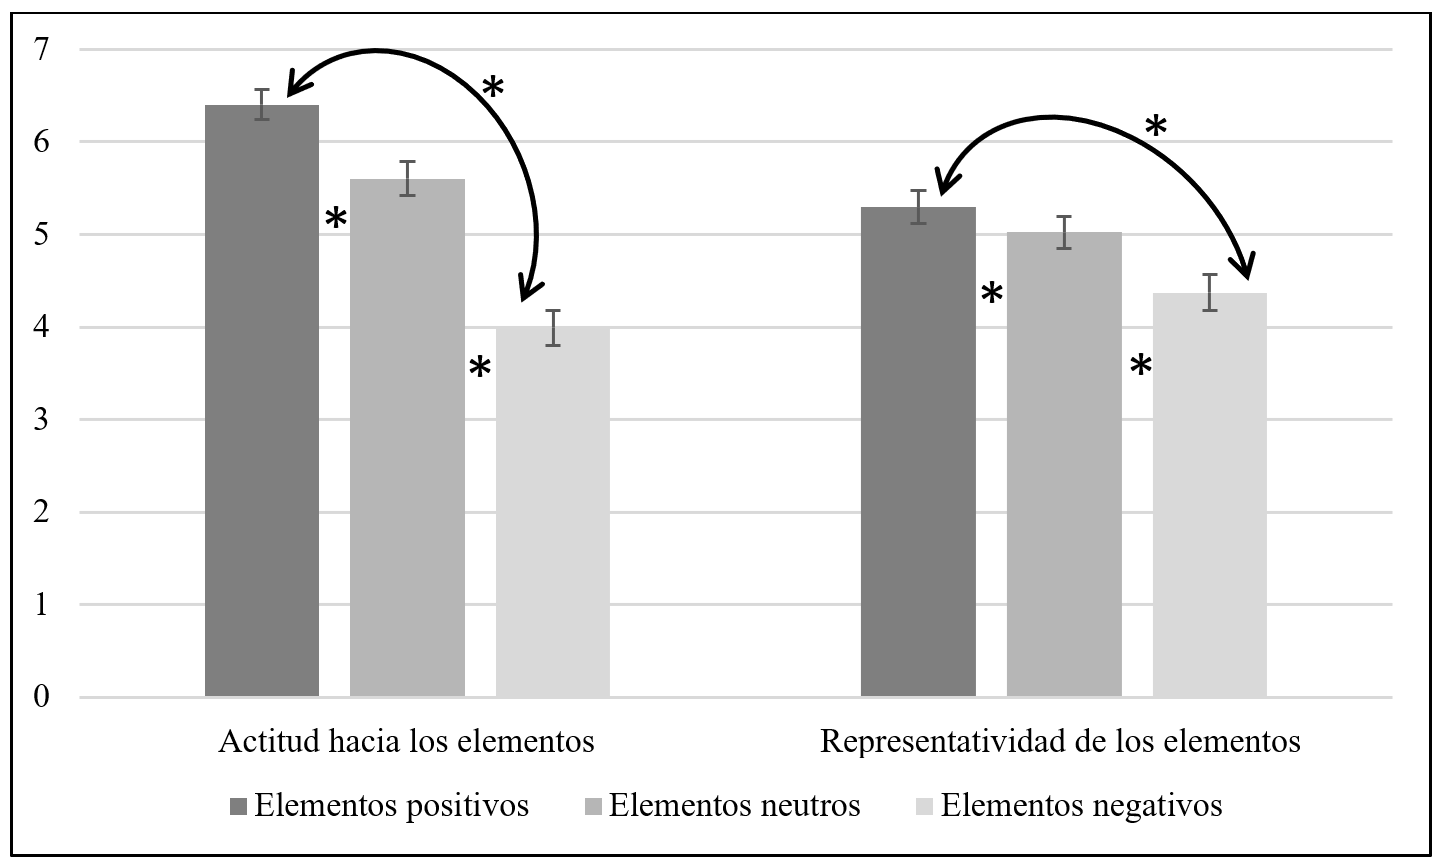 7
6
5
4
3
2
1
0
*
*
*
*
*
*
Actitud hacia los elementos
Representatividad de los elementos
Elementos positivos
Elementos neutros
Elementos negativos